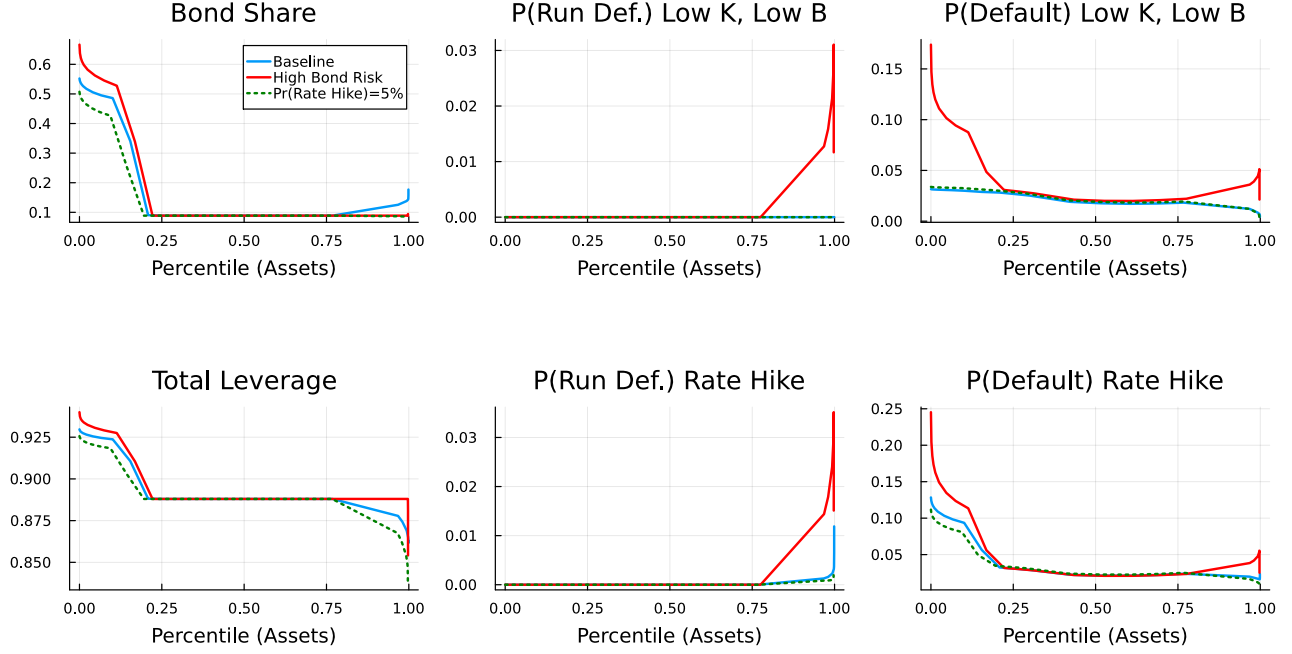 Bond Share
0.6
0.5
0.4
0.3
0.2
0.1
0.00 0.25 0.50 0.75 1.00
Percentile (Assets)
Baseline
High Bond Risk
Pr(Rate Hike)=5%
P(Run Def.) Low K, Low B
0.03
0.02
0.01
0.00
0.00 0.25 0.50 0.75 1.00
Percentile (Assets)
P(Default) Low K, Low B
0.15
0.10
0.05
0.00
0.00 0.25 0.50 0.75 1.00
Percentile (Assets)
Total Leverage
0.925
0.900
0.875
0.850
0.00 0.25 0.50 0.75 1.00
Percentile (Assets)
P(Run Def.) Rate Hike
0.03
0.02
0.01
0.00
0.00 0.25 0.50 0.75 1.00
Percentile (Assets)
P(Default) Rate Hike
0.25
0.20
0.15
0.10
0.05
0.00 0.25 0.50 0.75 1.00
Percentile (Assets)